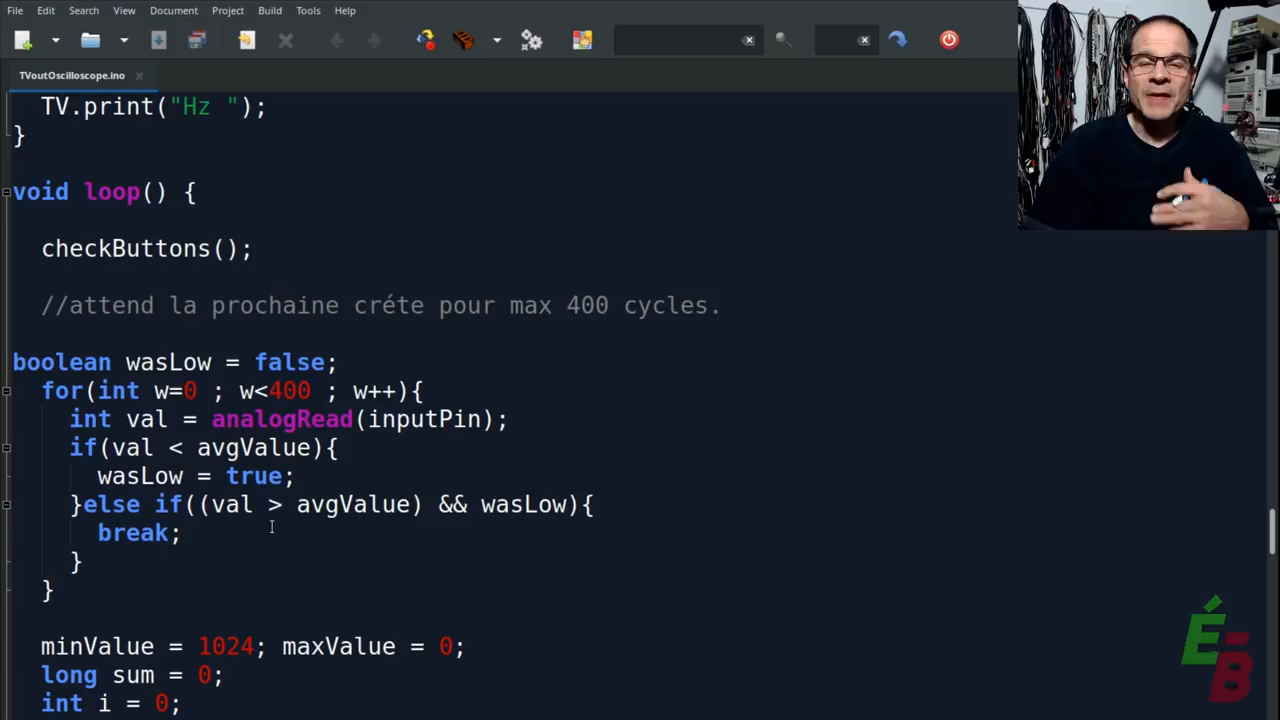 File Edit Search View Document Project Build Tools Help
TVoutOscilloscope.ino
TV.print("Hz ");
}
void loop() {
checkButtons();
//attend la prochaine créte pour max 400 cycles.
boolean wasLow = false;
for(int w=0 ; w<400 ; w++){
int val = analogRead(inputPin);
if(val < avgValue){
wasLow = true;
}else if((val > avgValue) && wasLow){
break;
}
}
minValue = 1024; maxValue = 0;
long sum = 0;
int i = 0;
É
B